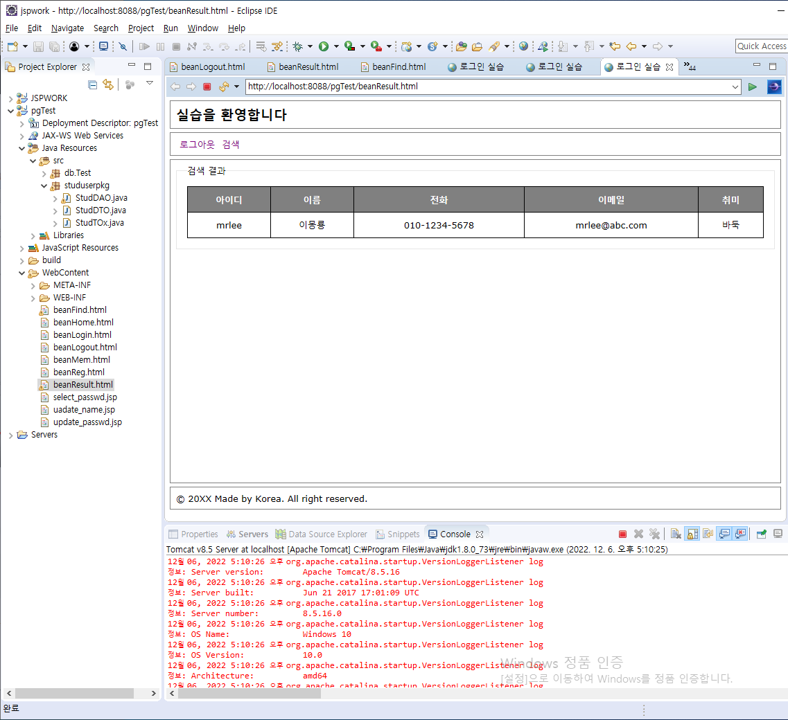 jspwork - http://localhost:8088/pgTest/beanResult.html - Eclipse IDE
File Edit Navigate Search Project Run Window Help
Quick Access
Project Explorer
beanLogout.html beanResult.html beanFind.html 로그인 실습 로그인 실습 로그인 실습 »44
http://localhost:8088/pgTest/beanResult.html
JSPWORK
pgTest
Deployment Descriptor: pgTest
JAX-WS Web Services
Java Resources
src
db.Test
studuserpkg
StudDAO.java
StudDTO.java
StudTOx.java
Libraries
JavaScript Resources
build
WebContent
META-INF
WEB-INF
beanFind.html
beanHome.html
beanLogin.html
beanLogout.html
beanMem.html
beanReg.html
beanResult.html
select_passwd.jsp
uadate_name.jsp
update_passwd.jsp
Servers
실습을 환영합니다
로그아웃 검색
검색 결과
아이디 이름 전화 이메일 취미
mrlee 이몽룡 010-1234-5678 mrlee@abc.com 바둑
© 20XX Made by Korea. All right reserved.
Properties Servers Data Source Explorer Snippets Console
Tomcat v8.5 Server at localhost [Apache Tomcat] C:₩Program Files₩Java₩jdk1.8.0_73₩jre₩bin₩javaw.exe (2022. 12. 6. 오후 5:10:25)
12월 06, 2022 5:10:26 오후 org.apache.catalina.startup.VersionLoggerListener log
정보: Server version: Apache Tomcat/8.5.16
12월 06, 2022 5:10:26 오후 org.apache.catalina.startup.VersionLoggerListener log
정보: Server built: Jun 21 2017 17:01:09 UTC
12월 06, 2022 5:10:26 오후 org.apache.catalina.startup.VersionLoggerListener log
정보: Server number: 8.5.16.0
12월 06, 2022 5:10:26 오후 org.apache.catalina.startup.VersionLoggerListener log
정보: OS Name: Windows 10
12월 06, 2022 5:10:26 오후 org.apache.catalina.startup.VersionLoggerListener log
정보: OS Version: 10.0
12월 06, 2022 5:10:26 오후 org.apache.catalina.startup.VersionLoggerListener log
정보: Architecture: amd64
12월 06, 2022 5:10:26 오후 org.apache.catalina.startup.VersionLoggerListener log
Windows 정품 인증
[설정]으로 이동하여 Windows를 정품 인증합니다.
완료